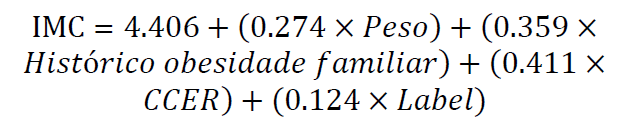 IMC = 4.406 + (0.274 × Peso) + (0.359 ×
Histórico obesidade familiar) + (0.411 ×
CCER) + (0.124 × Label)